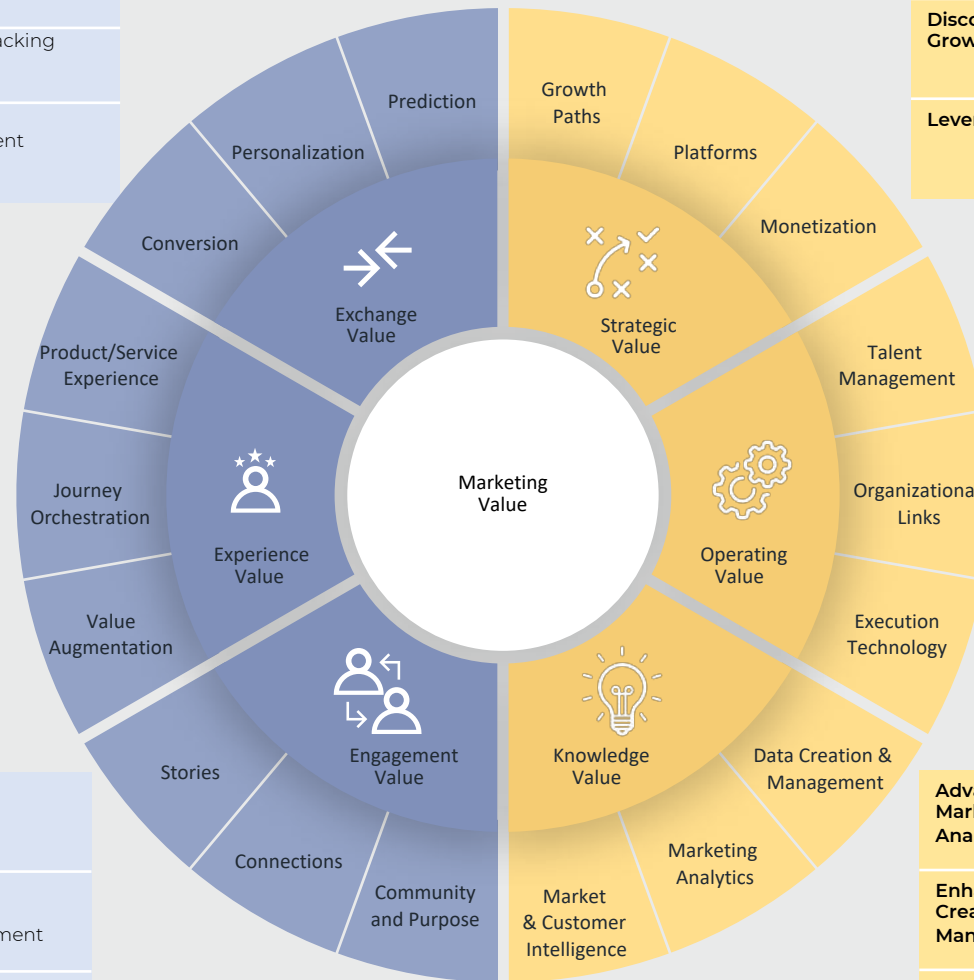 acking
ent
Disco
Grow
Lever
Prediction
Growth
Paths
Personalization
Platforms
Conversion
Monetization
Exchange
Value
Strategic
Value
Product/Service
Experience
Talent
Management
Journey
Orchestration
Marketing
Value
Organizationa
Links
Experience
Value
Operating
Value
Value
Augmentation
Execution
Technology
Engagement
Value
Knowledge
Value
Stories
Data Creation &
Management
Connections
Marketing
Analytics
Community
and Purpose
Market
& Customer
Intelligence
ment
Adva
Mar
Ana
Enh
Crea
Man